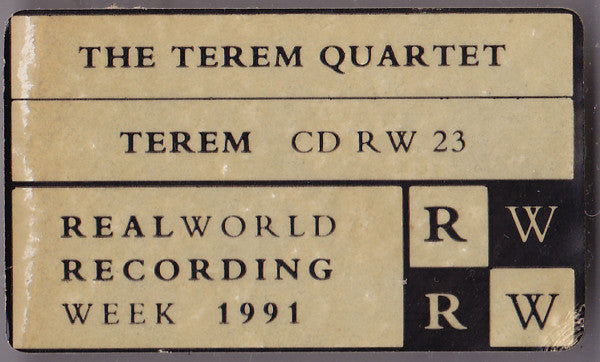 THE TEREM QUARTET
TEREM CD RW 23
REALWORLD
RECORDING
WEEK 1991
R W
R W